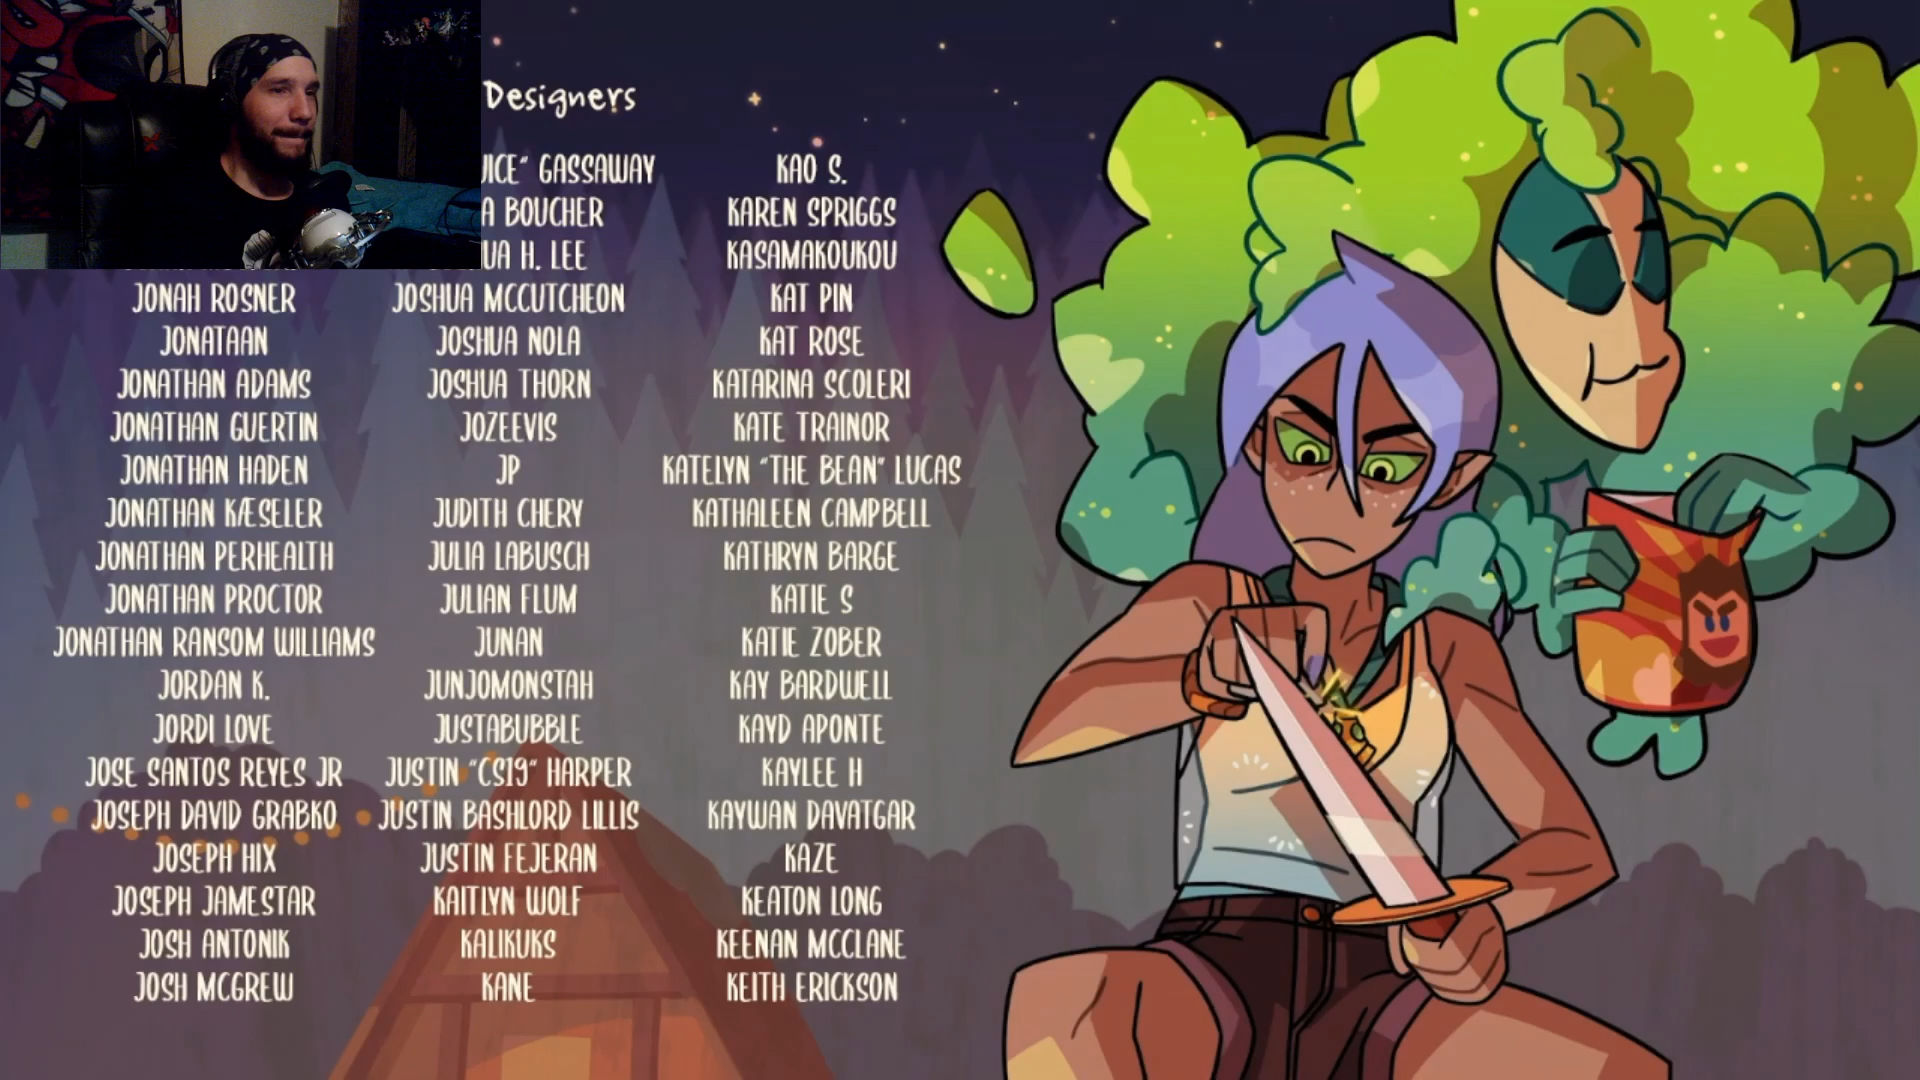 Designers
GASSAWAY KAO S.
BOUCHER KAREN SPRIGGS
H. LEE KASAMAKOUKOU
JONAH ROSNER JOSHUA MCCUTCHEON KAT PIN
JONATAAN JOSHUA NOLA KAT ROSE
JONATHAN ADAMS JOSHUA THORN KATARINA SCOLERI
JONATHAN GUERTIN JOZEEVIS KATE TRAINOR
JONATHAN HADEN JP KATELYN "THE BEAN" LUCAS
JONATHAN KÆSELER JUDITH CHERY KATHALEEN CAMPBELL
JONATHAN PERHEALTH JULIA LABUSCH KATHRYN BARGE
JONATHAN PROCTOR JULIAN FLUM KATIE S
JONATHAN RANSOM WILLIAMS JUNAN KATIE ZOBER
JORDAN K. JUNJOMONSTAH KAY BARDWELL
JORDI LOVE JUSTABUBBLE KAYD APONTE
JOSE SANTOS REYES JR JUSTIN "CS19" HARPER KAYLEE H
JOSEPH DAVID GRABKO JUSTIN BASHLORD LILLIS KAYWAN DAVATGAR
JOSEPH HIX JUSTIN FEJERAN KAZE
JOSEPH JAMESTAR KAITLYN WOLF KEATON LONG
JOSH ANTONIK KALIKUKS KEENAN MCCLANE
JOSH MCGREW KANE KEITH ERICKSON